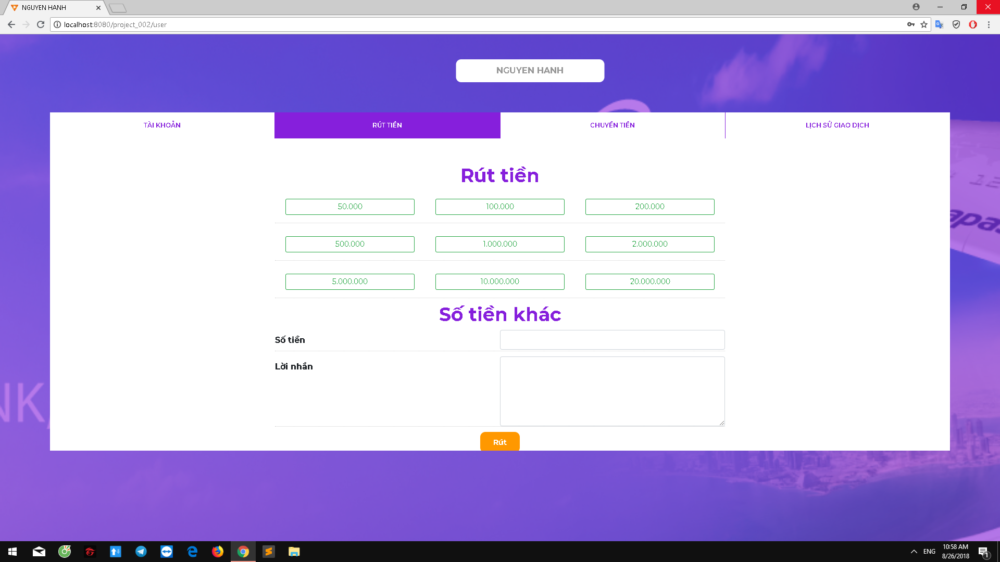 NGUYEN HANH
localhost:8080/project_002/user
NGUYEN HANH
TÀI KHOẢN
RÚT TIỀN
CHUYỂN TIỀN
LỊCH SỬ GIAO DỊCH
Rút tiền
50.000
100.000
200.000
500.000
1.000.000
2.000.000
5.000.000
10.000.000
20.000.000
Số tiền khác
Số tiền
Lời nhắn
Rút
ENG
10:58 AM
8/26/2018
1